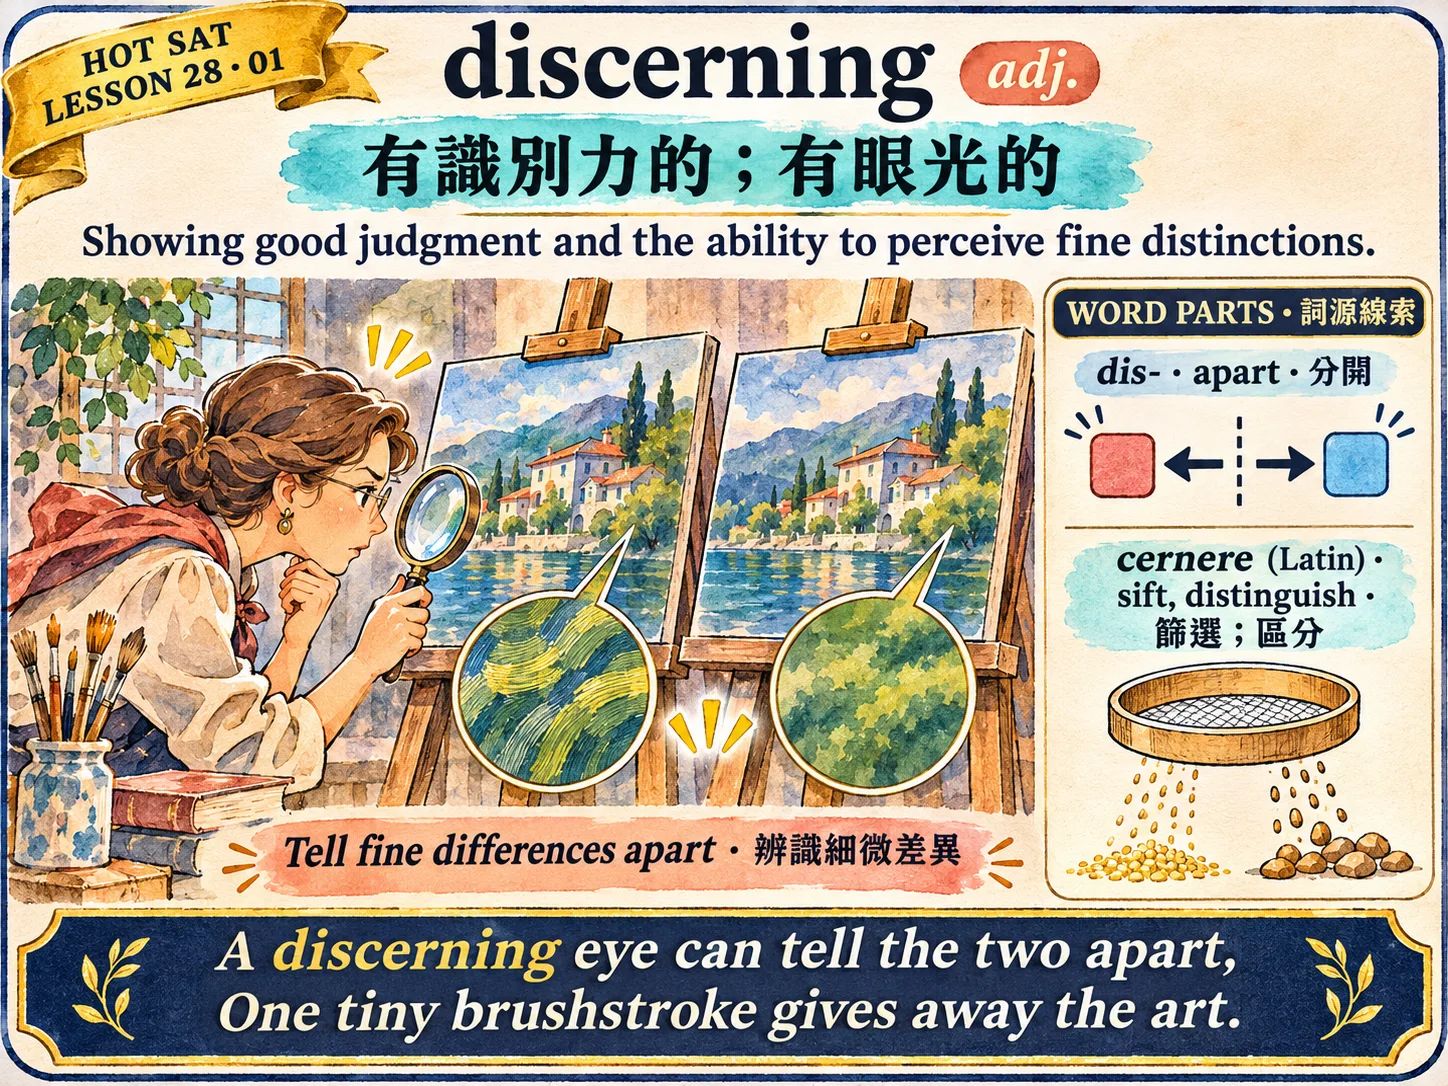 HOT SAT
LESSON 28 · 01
discerning adj.
有識別力的；有眼光的
Showing good judgment and the ability to perceive fine distinctions.
WORD PARTS · 詞源線索
dis- · apart · 分開
cernere (Latin) ·
sift, distinguish ·
篩選；區分
Tell fine differences apart · 辨識細微差異
A discerning eye can tell the two apart,
One tiny brushstroke gives away the art.